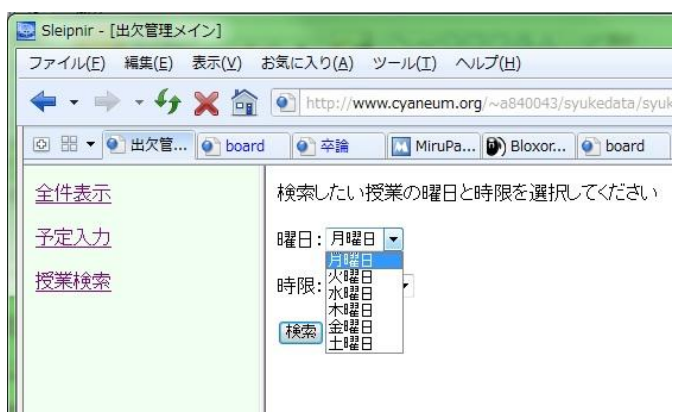 Sleipnir - [出欠管理メイン]
ファイル(F) 編集(E) 表示(V) お気に入り(A) ツール(T) ヘルプ(H)
http://www.cyaneum.org/~a840043/syukedata/syuk
出欠管... board 卒論 MiruPa... Bloxor... board
全件表示
予定入力
授業検索
検索したい授業の曜日と時限を選択してください
曜日: 月曜日
月曜日
火曜日
水曜日
木曜日
金曜日
土曜日
時限:
検索